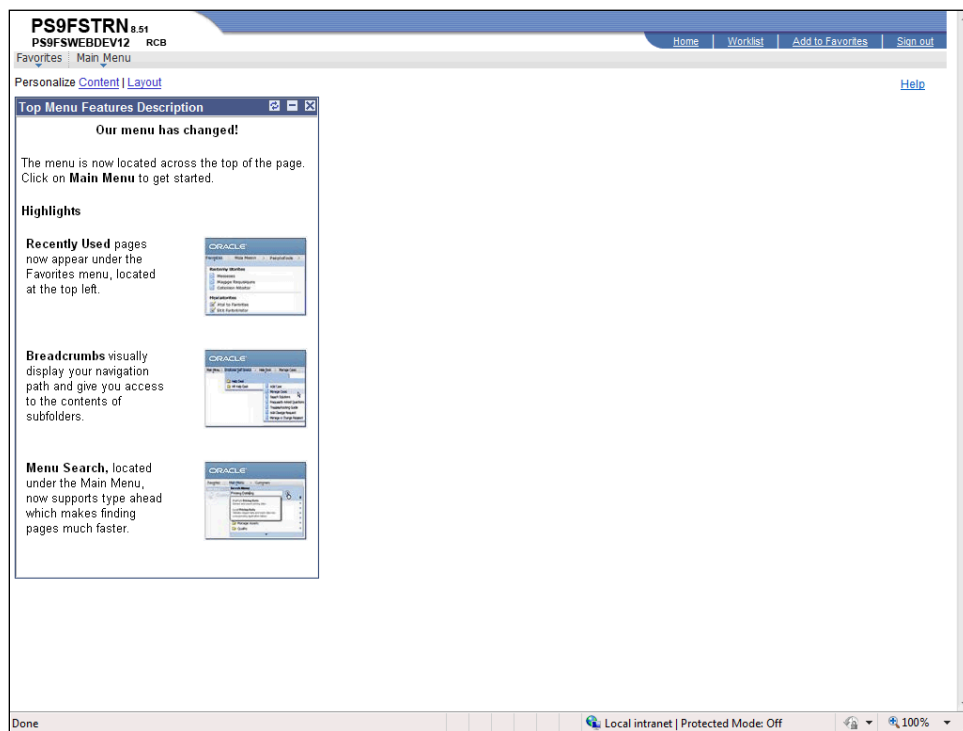 PS9FSTRN 8.51
PS9FSWEBDEV12 RCB
Home Worklist Add to Favorites Sign out
Favorites Main Menu
Personalize Content | Layout
Help
Top Menu Features Description
Our menu has changed!
The menu is now located across the top of the page.
Click on Main Menu to get started.
Highlights
Recently Used pages
now appear under the
Favorites menu, located
at the top left.
ORACLE
Breadcrumbs visually
display your navigation
path and give you access
to the contents of
subfolders.
ORACLE
Menu Search, located
under the Main Menu,
now supports type ahead
which makes finding
pages much faster.
ORACLE
Done
Local intranet | Protected Mode: Off
100%